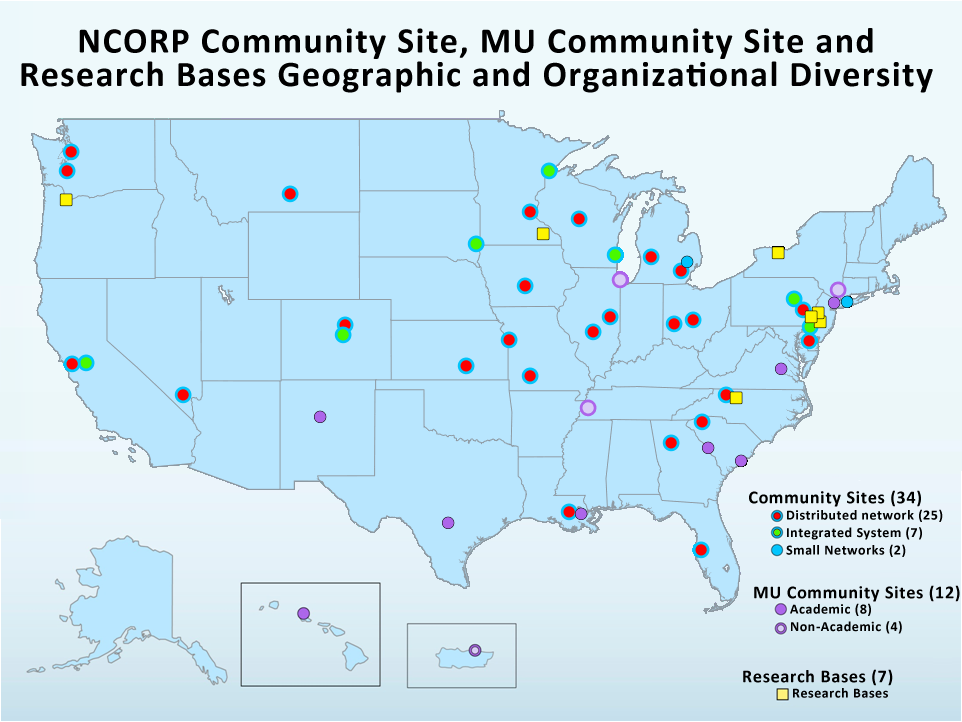 NCORP Community Site, MU Community Site and
Research Bases Geographic and Organizational Diversity
Community Sites (34)
Distributed network (25)
Integrated System (7)
Small Networks (2)
MU Community Sites (12)
Academic (8)
Non-Academic (4)
Research Bases (7)
Research Bases